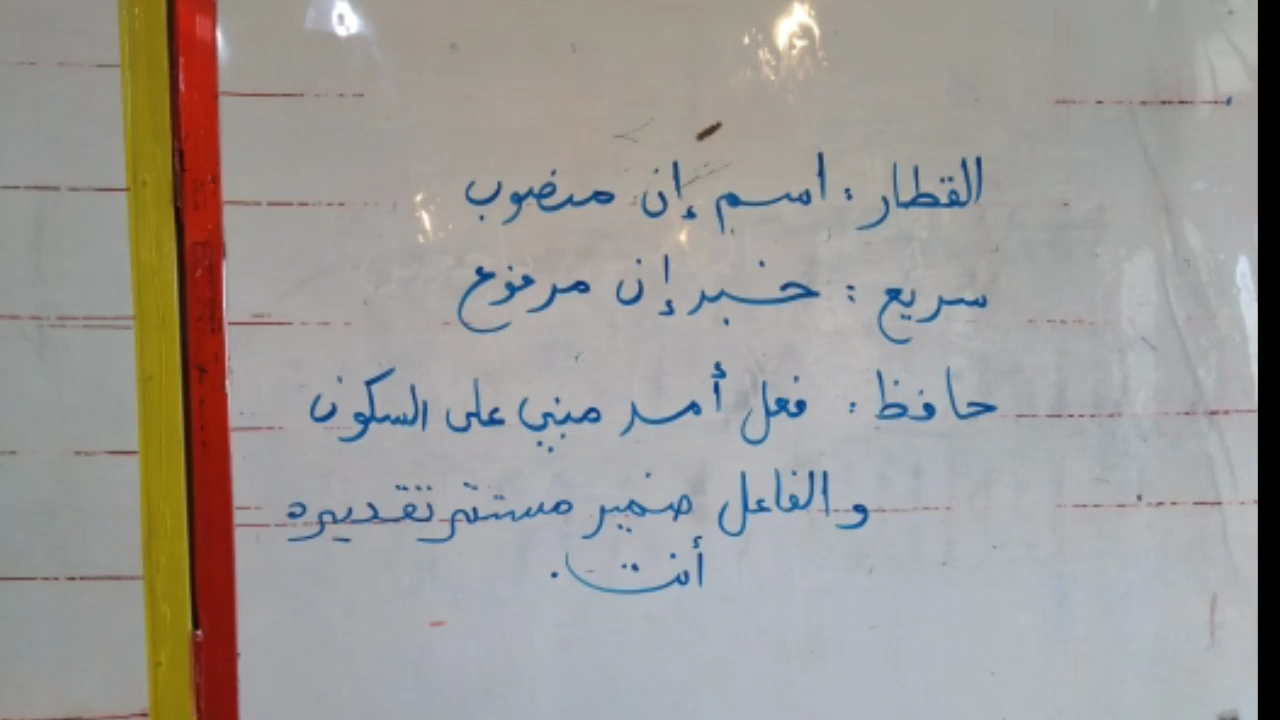 القطار : اسم إن منصوب
سريع : خبر إن مرفوع
حافظ : فعل أمر مبني على السكون
والفاعل ضمير مستتر تقديره
أنت .